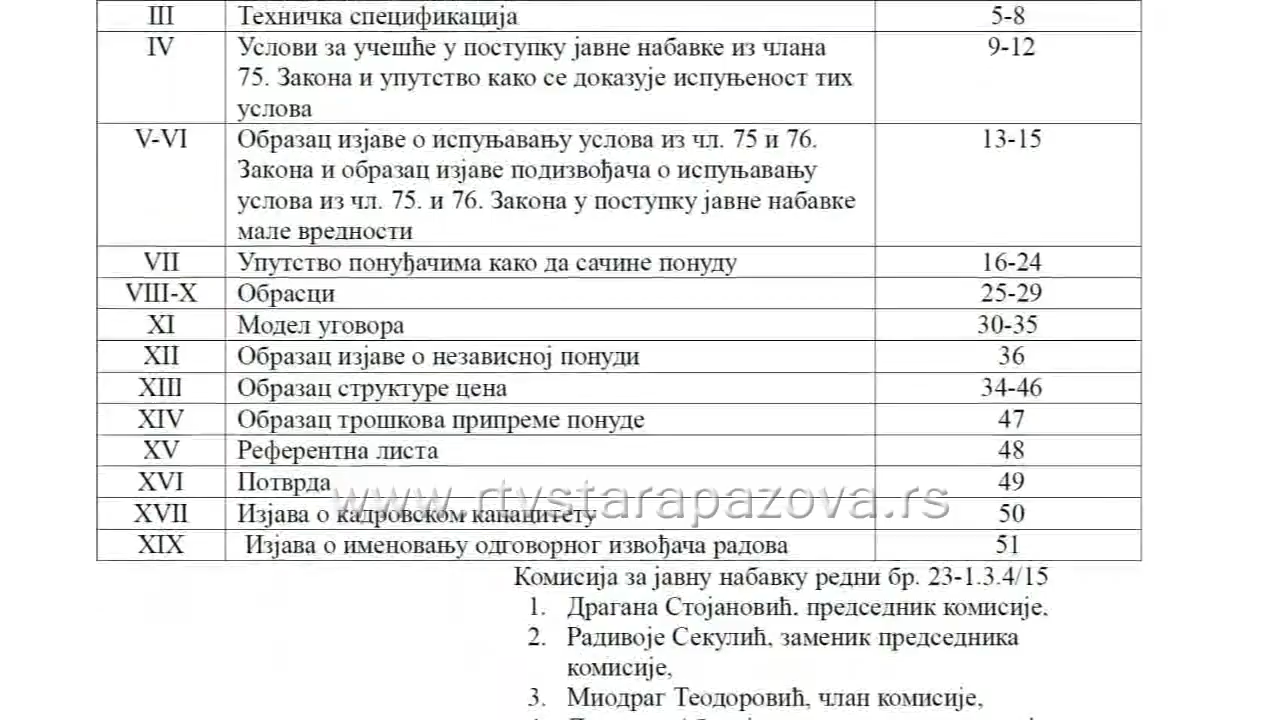 III Техничка спецификација 5-8
IV Услови за учешће у поступку јавне набавке из члана 9-12
75. Закона и упутство како се доказује испуњеност тих
услова
V-VI Образац изјаве о испуњавању услова из чл. 75 и 76. 13-15
Закона и образац изјаве подизвођача о испуњавању
услова из чл. 75. и 76. Закона у поступку јавне набавке
мале вредности
VII Упутство понуђачима како да сачине понуду 16-24
VIII-X Обрасци 25-29
XI Модел уговора 30-35
XII Образац изјаве о независној понуди 36
XIII Образац структуре цена 34-46
XIV Образац трошкова припреме понуде 47
XV Референтна листа 48
XVI Потврда 49
www.rtvstarapazova.rs
XVII Изјава о кадровском капацитету 50
XIX Изјава о именовању одговорног извођача радова 51
Комисија за јавну набавку редни бр. 23-1.3.4/15
1. Драгана Стојановић, председник комисије,
2. Радивоје Секулић, заменик председника
комисије,
3. Миодраг Теодоровић, члан комисије,